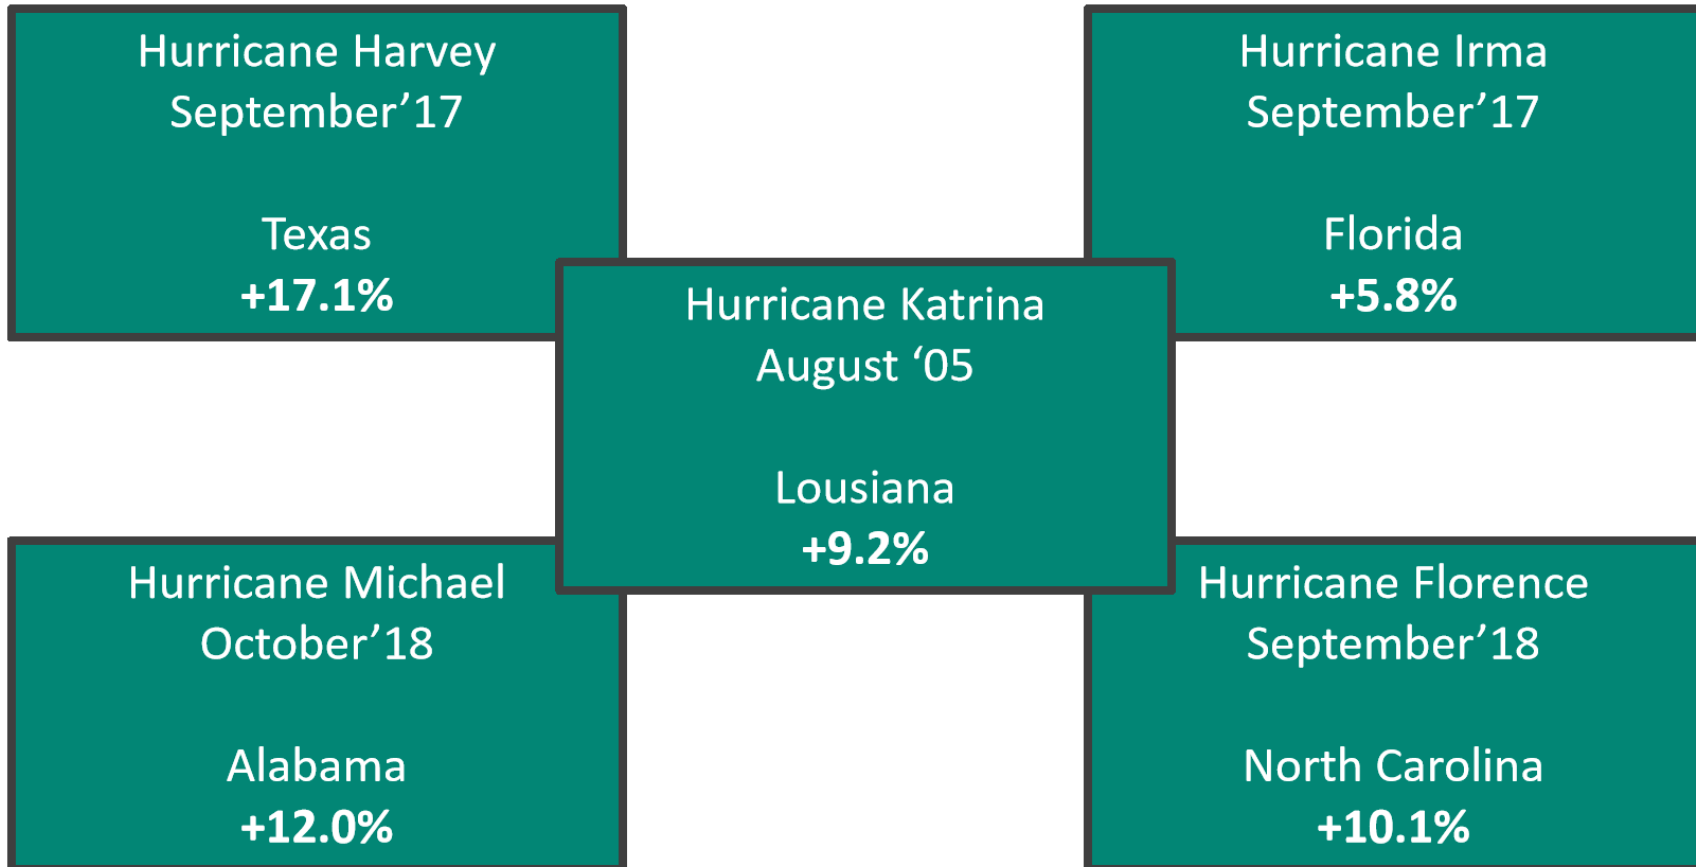 Hurricane Harvey
September’17
Texas
+17.1%
Hurricane Irma
September’17
Florida
+5.8%
Hurricane Katrina
August ‘05
Lousiana
+9.2%
Hurricane Michael
October’18
Alabama
+12.0%
Hurricane Florence
September’18
North Carolina
+10.1%